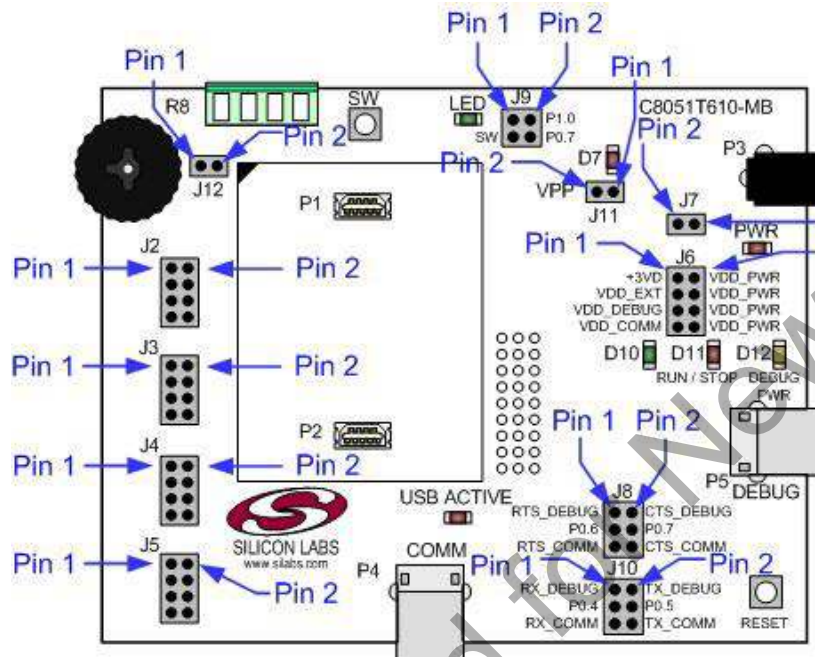 Pin 1
Pin 2
Pin 1
Pin 1
R8
SW
LED
J9
P1.0
C8051T610-MB
SW
P0.7
Pin 2
Pin 2
Pin 2
D7
P3
J12
VPP
J11
P1
J7
Pin 1
PWR
J2
J6
Pin 1
Pin 2
+3VD
VDD_PWR
VDD_EXT
VDD_PWR
VDD_DEBUG
VDD_PWR
VDD_COMM
VDD_PWR
J3
D10
D11
D12
Pin 1
Pin 2
RUN / STOP
DEBUG
PWR
P2
Pin 1
Pin 2
J4
Pin 1
Pin 2
P5
DEBUG
USB ACTIVE
J8
RTS_DEBUG
CTS_DEBUG
P0.6
P0.7
RTS_COMM
CTS_COMM
SILICON LABS
www.silabs.com
J5
Pin 1
Pin 2
P4
COMM
Pin 1
J10
Pin 2
RX_DEBUG
TX_DEBUG
P0.4
P0.5
RX_COMM
TX_COMM
RESET
d for New